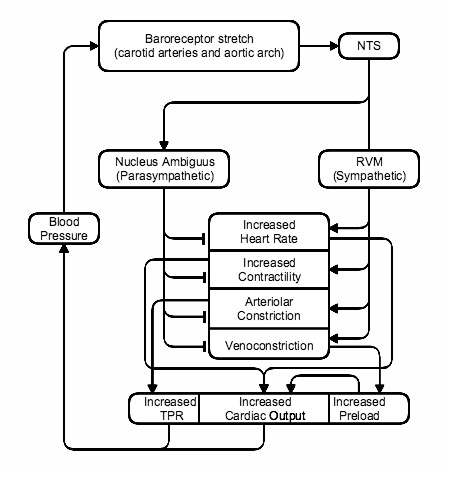 Baroreceptor stretch
(carotid arteries and aortic arch)
NTS
Nucleus Ambiguus
(Parasympathetic)
RVM
(Sympathetic)
Blood
Pressure
Increased
Heart Rate
Increased
Contractility
Arteriolar
Constriction
Venoconstriction
Increased
TPR
Increased
Cardiac Output
Increased
Preload